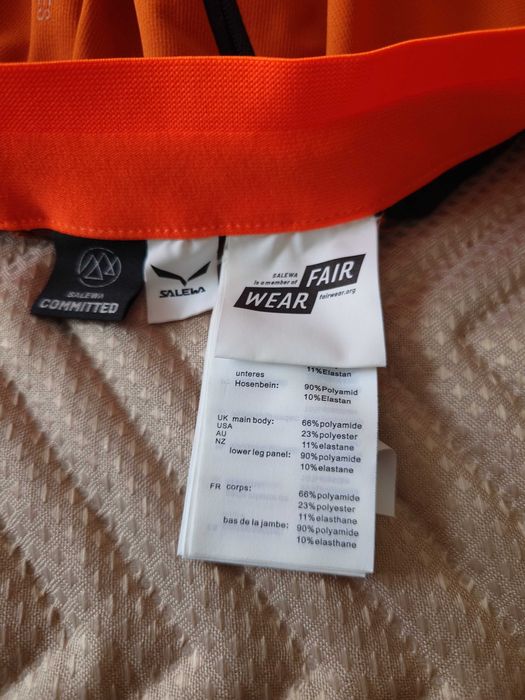 ES
SALEWA
COMMITTED
SALEWA
SALEWA
is a member of
FAIR
WEAR
fairwear.org
11%Elastan
unteres
Hosenbein: 90%Polyamid
10%Elastan
UK main body: 66%polyamide
USA 23%polyester
AU 11%elastane
NZ
lower leg panel: 90%polyamide
10%elastane
FR corps: 66%polyamide
23%polyester
11%elasthane
bas de la jambe: 90%polyamide
10%elasthane